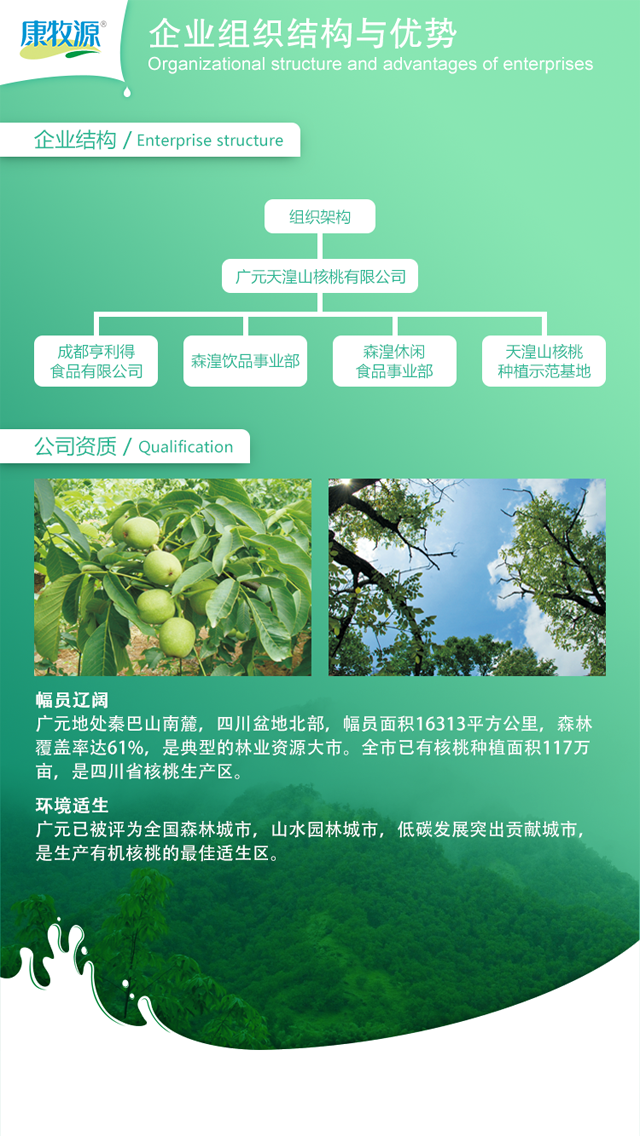 康牧源®
企业组织结构与优势
Organizational structure and advantages of enterprises
企业结构 / Enterprise structure
组织架构
广元天湟山核桃有限公司
成都亨利得
食品有限公司
森湟饮品事业部
森湟休闲
食品事业部
天湟山核桃
种植示范基地
公司资质 / Qualification
幅员辽阔
广元地处秦巴山南麓，四川盆地北部，幅员面积16313平方公里，森林
覆盖率达61%，是典型的林业资源大市。全市已有核桃种植面积117万
亩，是四川省核桃生产区。
环境适生
广元已被评为全国森林城市，山水园林城市，低碳发展突出贡献城市，
是生产有机核桃的最佳适生区。